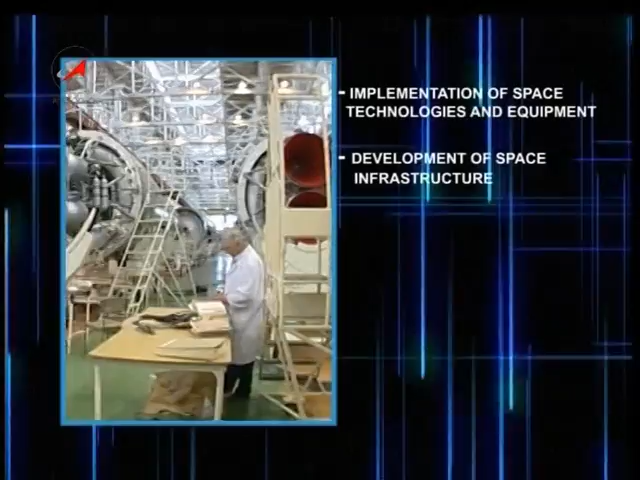 - IMPLEMENTATION OF SPACE
TECHNOLOGIES AND EQUIPMENT
- DEVELOPMENT OF SPACE
INFRASTRUCTURE